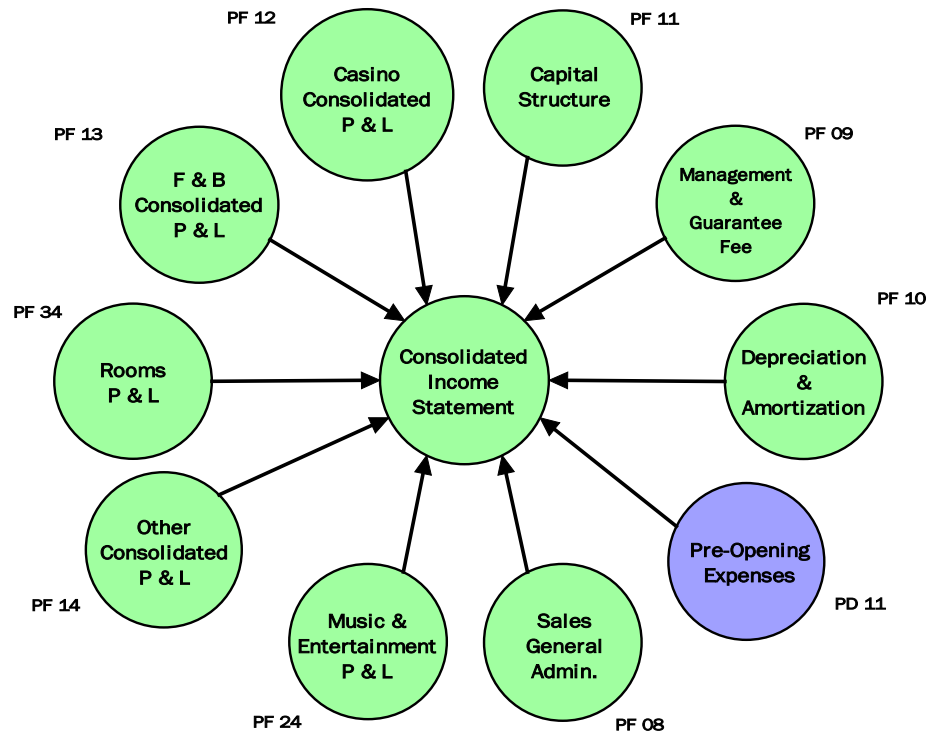 PF 12
Casino
Consolidated
P & L
PF 11
Capital
Structure
PF 13
F & B
Consolidated
P & L
PF 09
Management
&
Guarantee
Fee
PF 34
Rooms
P & L
Consolidated
Income
Statement
PF 10
Depreciation
&
Amortization
Other
Consolidated
P & L
PF 14
Pre-Opening
Expenses
PD 11
Music &
Entertainment
P & L
PF 24
Sales
General
Admin.
PF 08